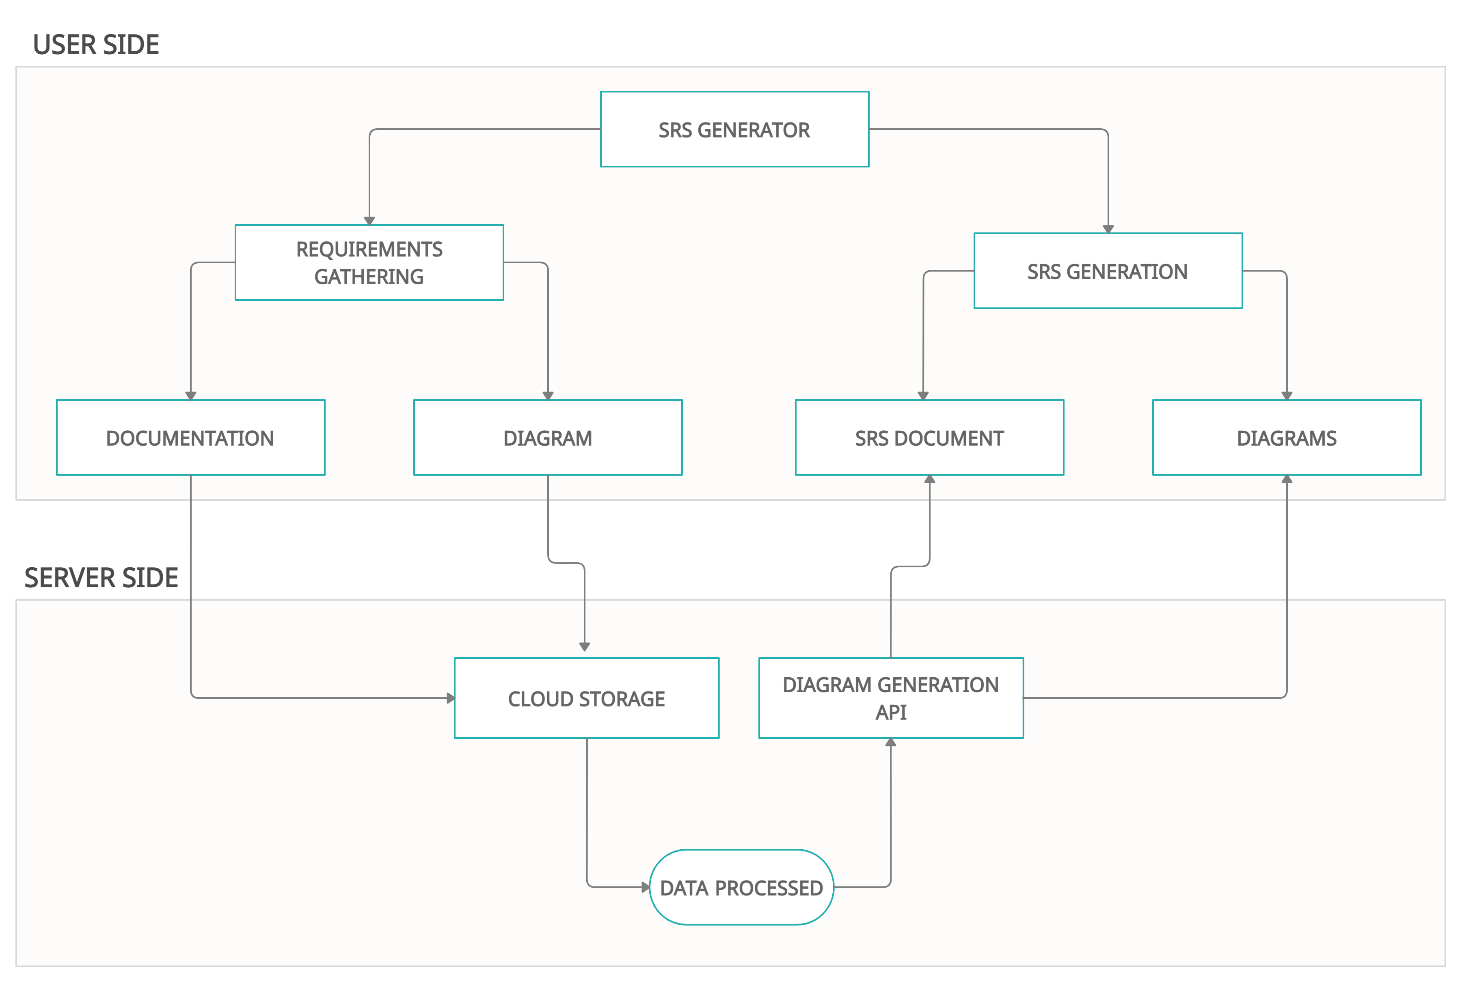 USER SIDE
SRS GENERATOR
REQUIREMENTS
GATHERING
SRS GENERATION
DOCUMENTATION
DIAGRAM
SRS DOCUMENT
DIAGRAMS
SERVER SIDE
CLOUD STORAGE
DIAGRAM GENERATION
API
DATA PROCESSED